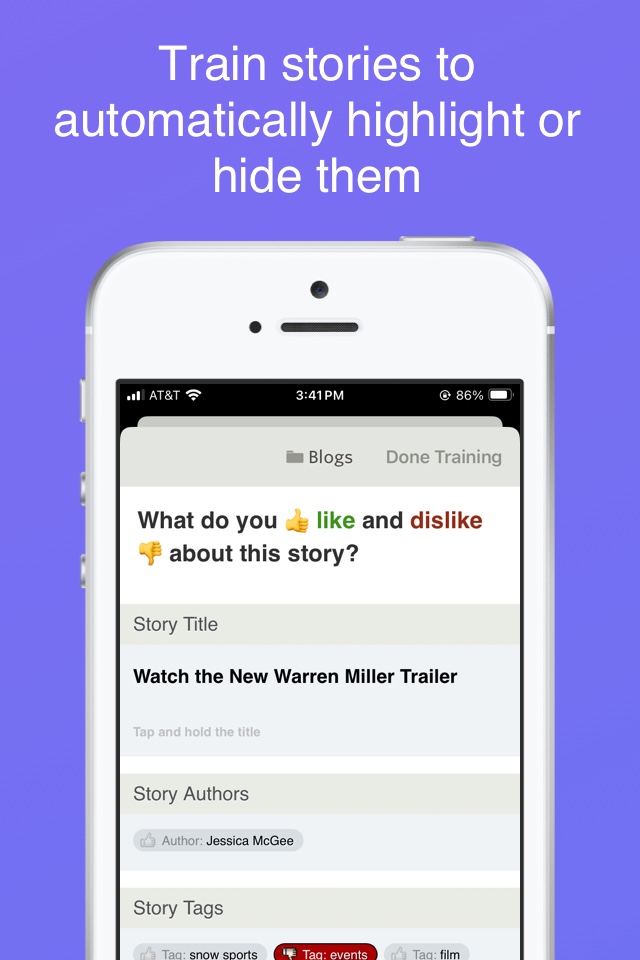 Train stories to
automatically highlight or
hide them
AT&T 3:41 PM 86%
Blogs Done Training
What do you 👍 like and dislike
👎 about this story?
Story Title
Watch the New Warren Miller Trailer
Tap and hold the title
Story Authors
Author: Jessica McGee
Story Tags
Tag: snow sports Tag: events Tag: film